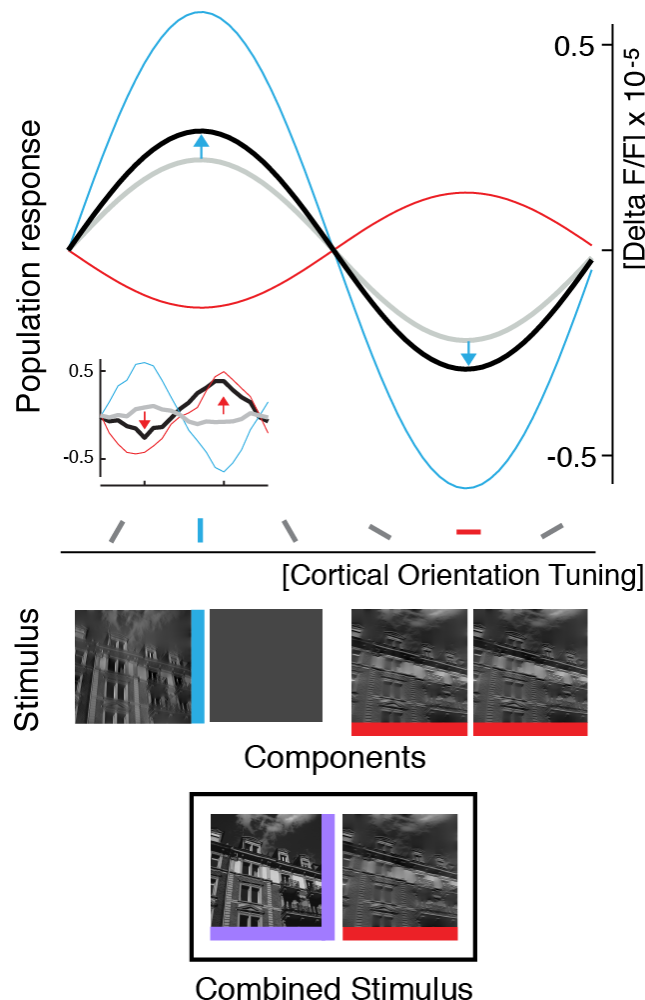 0.5
[Delta F/F] x 10-5
Population response
0.5
-0.5
-0.5
[Cortical Orientation Tuning]
Stimulus
Components
Combined Stimulus